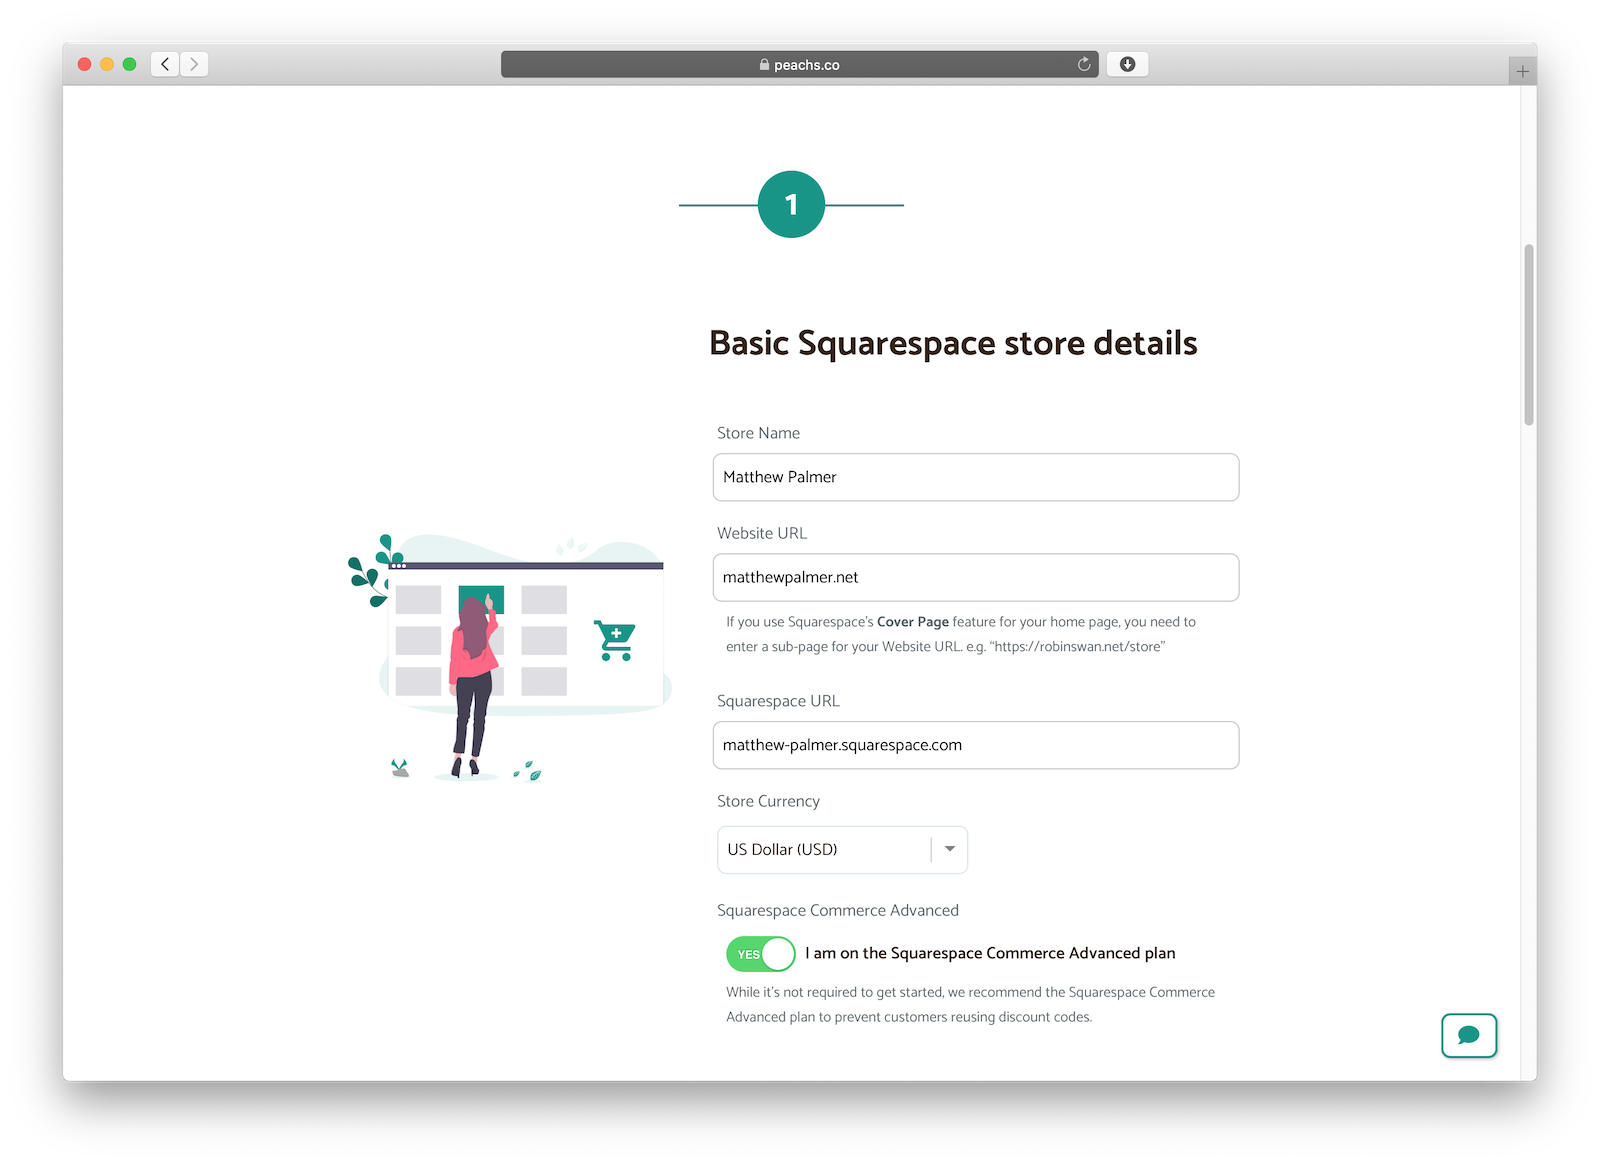 peachs.co
1
Basic Squarespace store details
Store Name
Matthew Palmer
Website URL
matthewpalmer.net
If you use Squarespace's Cover Page feature for your home page, you need to
enter a sub-page for your Website URL. e.g. “https://robinswan.net/store”
Squarespace URL
matthew-palmer.squarespace.com
Store Currency
US Dollar (USD)
Squarespace Commerce Advanced
YES I am on the Squarespace Commerce Advanced plan
While it's not required to get started, we recommend the Squarespace Commerce
Advanced plan to prevent customers reusing discount codes.